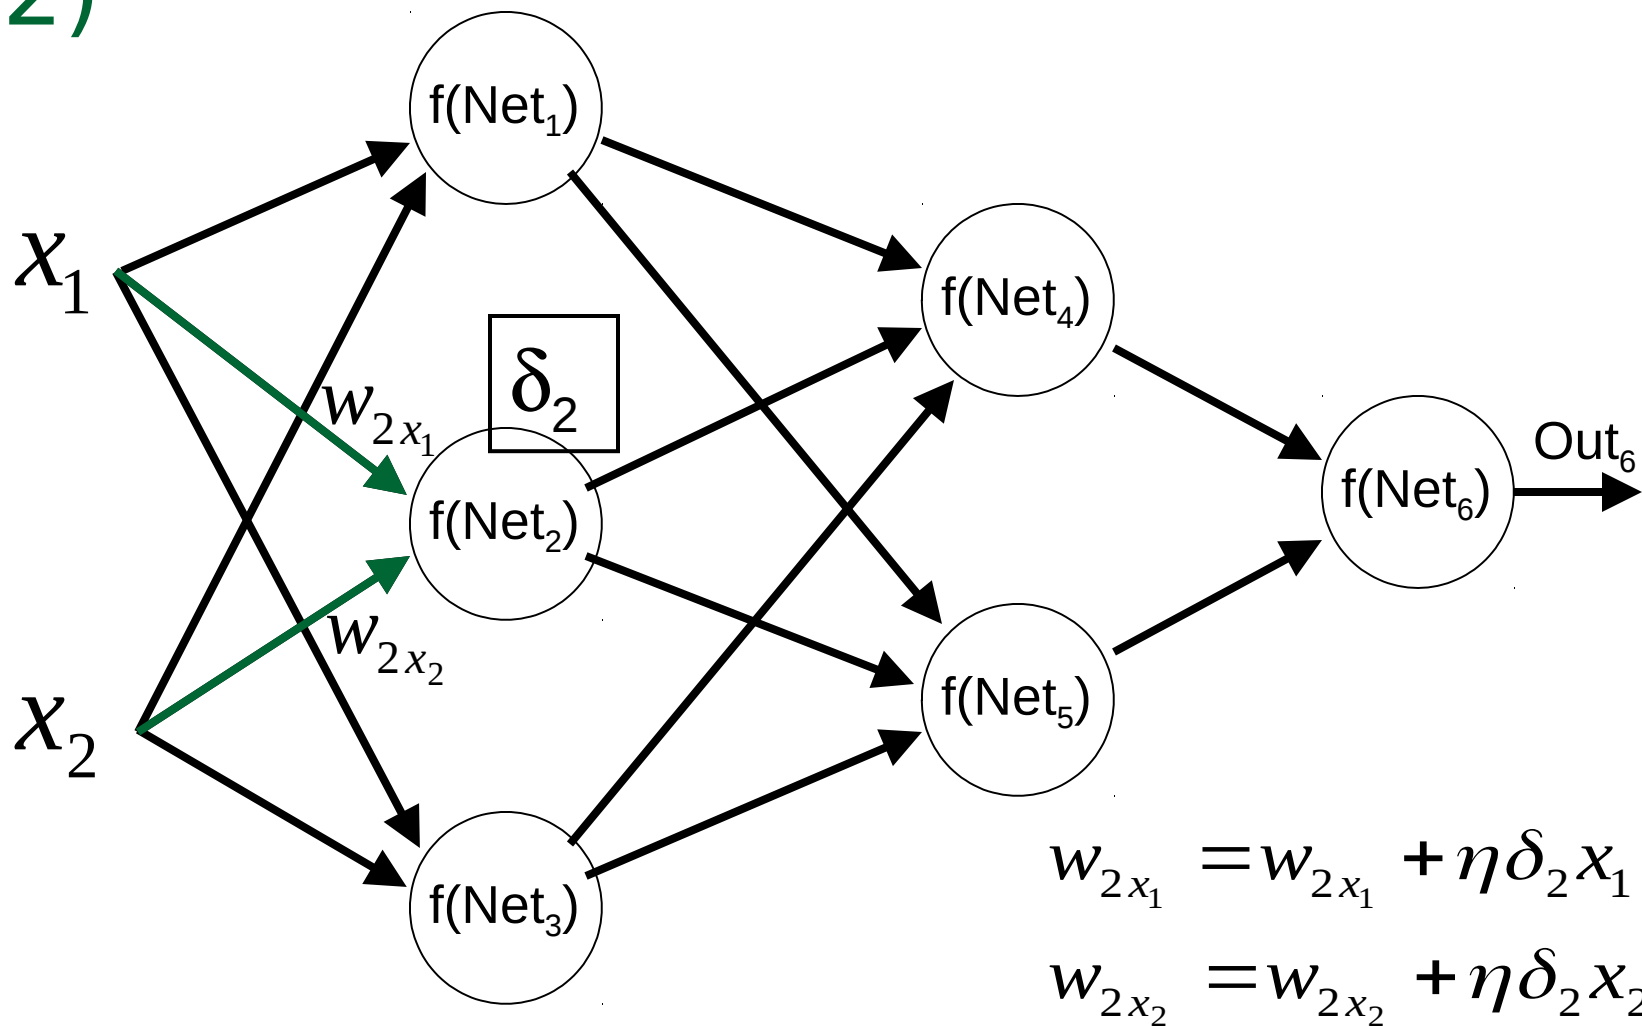 2)
f(Net₁)
x₁
f(Net₄)
δ₂
w₂ₓ₁
Out₆
f(Net₂)
f(Net₆)
w₂ₓ₂
x₂
f(Net₅)
f(Net₃)
w₂ₓ₁ = w₂ₓ₁ + ηδ₂x₁
w₂ₓ₂ = w₂ₓ₂ + ηδ₂x₂